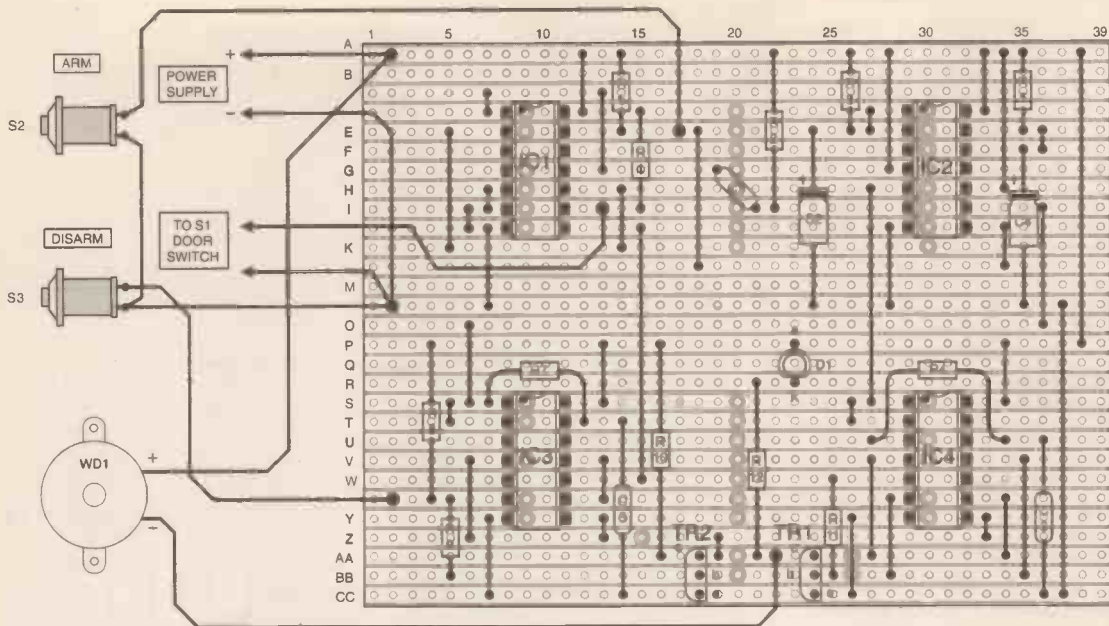 1 5 10 15 20 25 30 35 39
ARM
S2
+
POWER
SUPPLY
−
DISARM
S3
TO S1
DOOR
SWITCH
WD1
+
−
A
B
E
F
G
H
I
K
M
O
P
Q
R
S
T
U
V
W
Y
Z
AA
BB
CC
IC1
IC2
+
+
D1
K
IC3
IC4
TR2
TR1